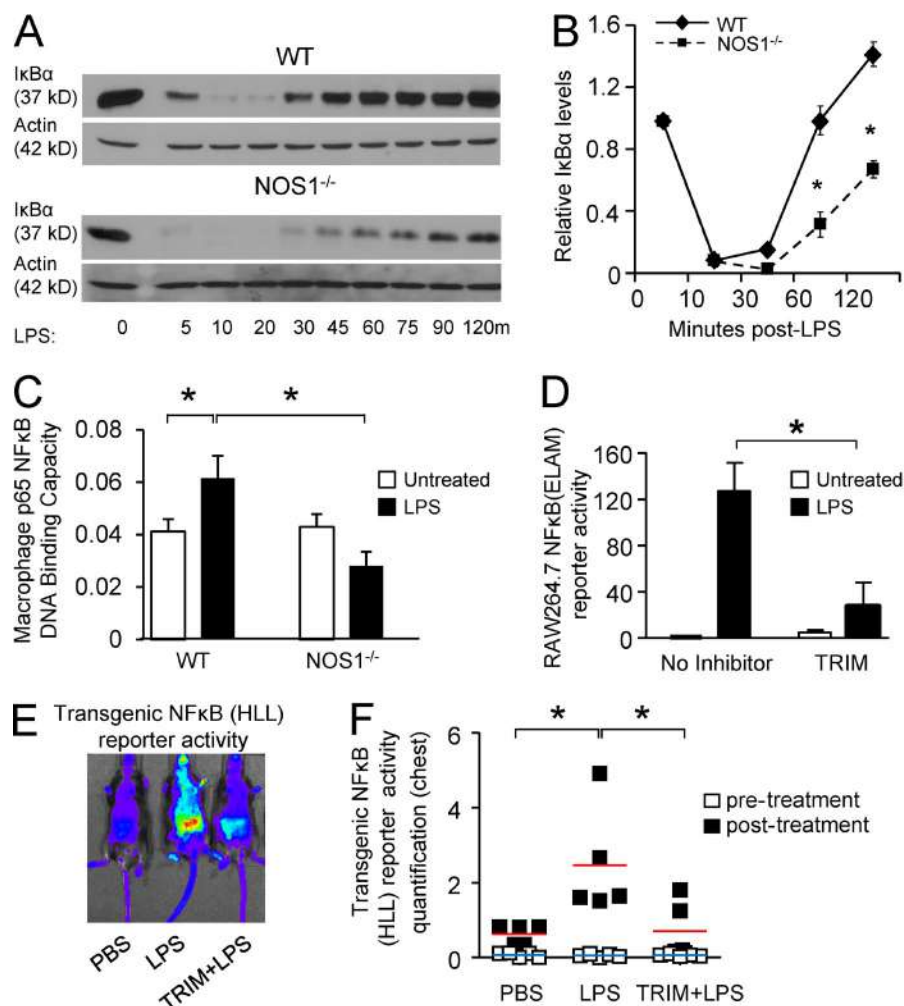 A
WT
IκBα
(37 kD)
Actin
(42 kD)
NOS1-/-
IκBα
(37 kD)
Actin
(42 kD)
LPS: 0 5 10 20 30 45 60 75 90 120m
B
WT
NOS1-/-
Relative IκBα levels
1.6
1.2
0.8
0.4
0
*
*
0 10 30 60 120
Minutes post-LPS
C
Macrophage p65 NFκB
DNA Binding Capacity
0.08
0.06
0.04
0.02
0
*
*
Untreated
LPS
WT NOS1-/-
D
RAW264.7 NFκB(ELAM)
reporter activity
160
120
80
40
0
*
Untreated
LPS
No Inhibitor TRIM
E
Transgenic NFκB (HLL)
reporter activity
PBS
LPS
TRIM+LPS
F
Transgenic NFκB
(HLL) reporter activity
quantification (chest)
6
4
2
0
*
*
pre-treatment
post-treatment
PBS LPS TRIM+LPS